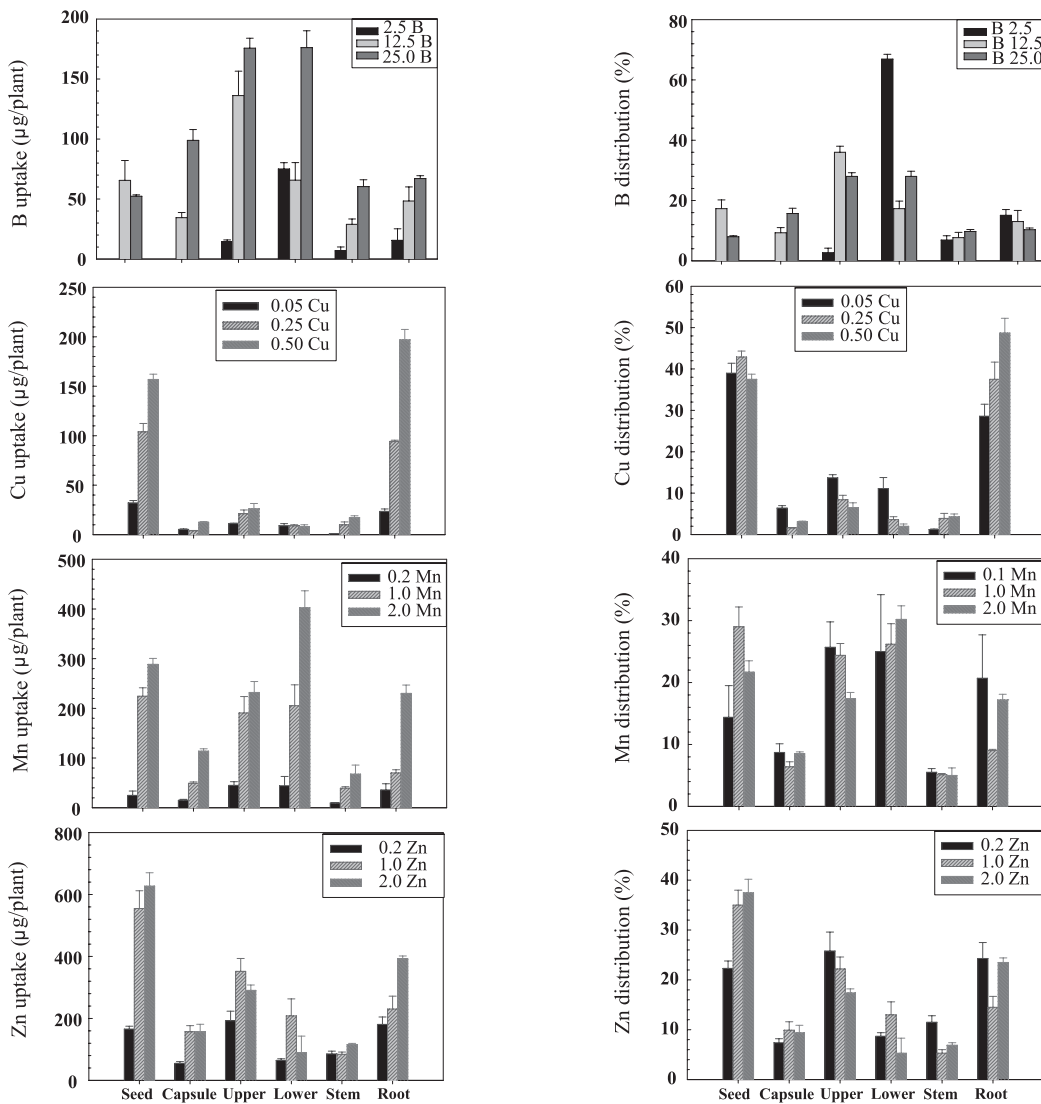 B uptake (µg/plant)
200
150
100
50
0
2.5 B
12.5 B
25.0 B
B distribution (%)
80
60
40
20
0
B 2.5
B 12.5
B 25.0
Cu uptake (µg/plant)
250
200
150
100
50
0
0.05 Cu
0.25 Cu
0.50 Cu
Cu distribution (%)
60
50
40
30
20
10
0
0.05 Cu
0.25 Cu
0.50 Cu
Mn uptake (µg/plant)
500
400
300
200
100
0
0.2 Mn
1.0 Mn
2.0 Mn
Mn distribution (%)
40
30
20
10
0
0.1 Mn
1.0 Mn
2.0 Mn
Zn uptake (µg/plant)
800
600
400
200
0
0.2 Zn
1.0 Zn
2.0 Zn
Seed Capsule Upper Lower Stem Root
Zn distribution (%)
50
40
30
20
10
0
0.2 Zn
1.0 Zn
2.0 Zn
Seed Capsule Upper Lower Stem Root